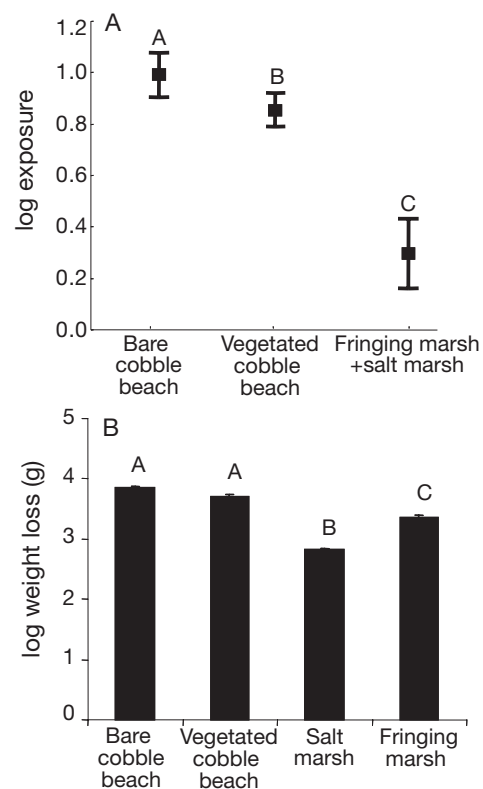 A
1.2
1.0
0.8
0.6
0.4
0.2
0.0
log exposure
A
B
C
Bare
cobble
beach
Vegetated
cobble
beach
Fringing marsh
+salt marsh
B
5
4
3
2
1
0
log weight loss (g)
A
A
B
C
Bare
cobble
beach
Vegetated
cobble
beach
Salt
marsh
Fringing
marsh